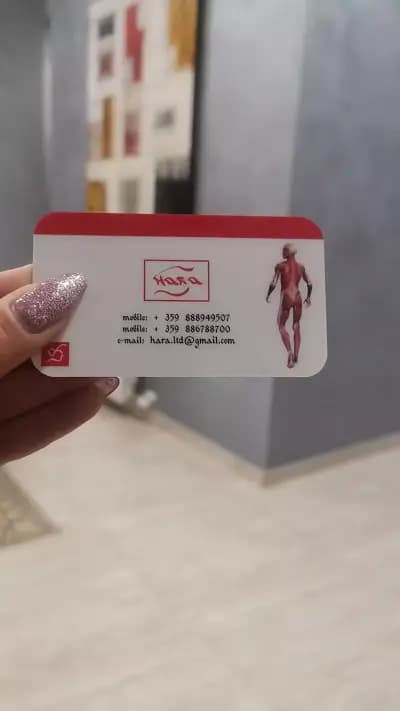 Hara
mobile: + 359 888949507
mobile: + 359 886788700
e-mail: hara.ltd@gmail.com